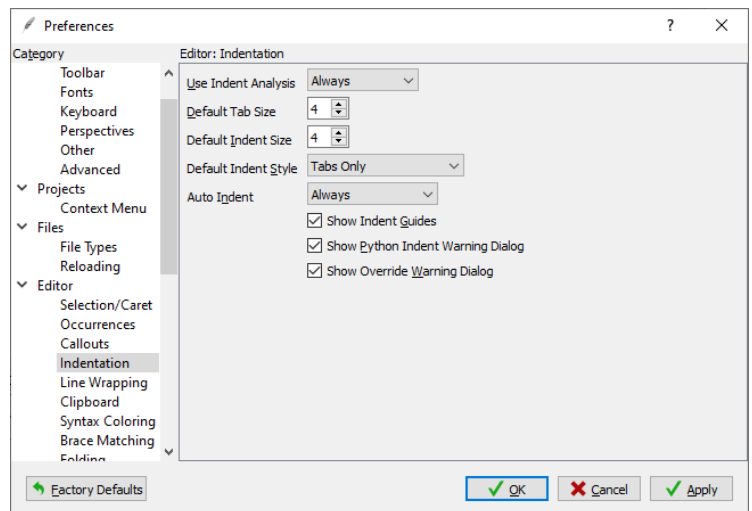 Preferences
?
Category
Toolbar
Fonts
Keyboard
Perspectives
Other
Advanced
Projects
Context Menu
Files
File Types
Reloading
Editor
Selection/Caret
Occurrences
Callouts
Indentation
Line Wrapping
Clipboard
Syntax Coloring
Brace Matching
Folding
Editor: Indentation
Use Indent Analysis Always
Default Tab Size 4
Default Indent Size 4
Default Indent Style Tabs Only
Auto Indent Always
Show Indent Guides
Show Python Indent Warning Dialog
Show Override Warning Dialog
Factory Defaults
OK
Cancel
Apply